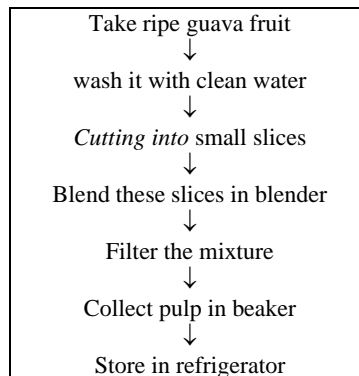 Take ripe guava fruit
↓
wash it with clean water
↓
Cutting into small slices
↓
Blend these slices in blender
↓
Filter the mixture
↓
Collect pulp in beaker
↓
Store in refrigerator